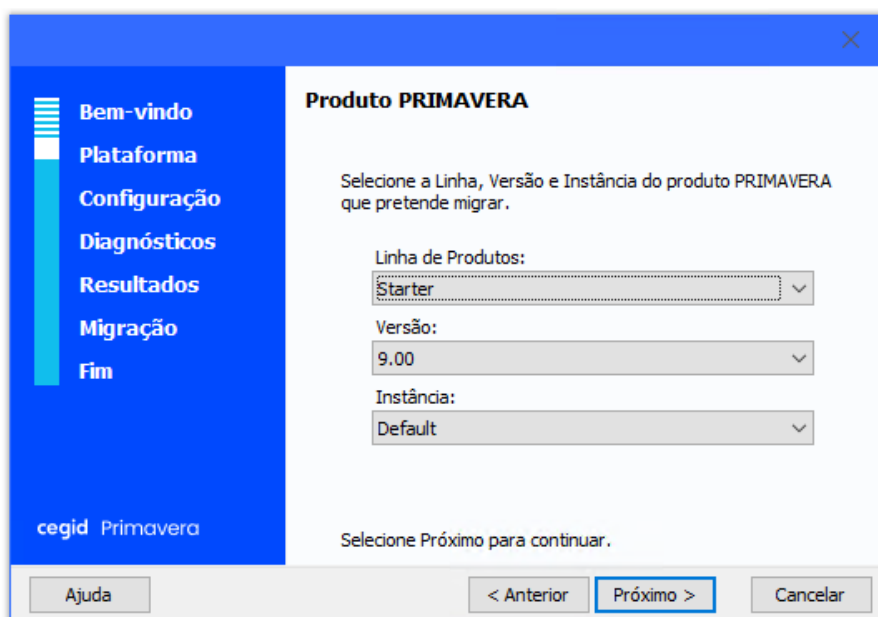 Bem-vindo
Plataforma
Configuração
Diagnósticos
Resultados
Migração
Fim
cegid Primavera
Produto PRIMAVERA
Selecione a Linha, Versão e Instância do produto PRIMAVERA
que pretende migrar.
Linha de Produtos:
Starter
Versão:
9.00
Instância:
Default
Selecione Próximo para continuar.
Ajuda
< Anterior
Próximo >
Cancelar